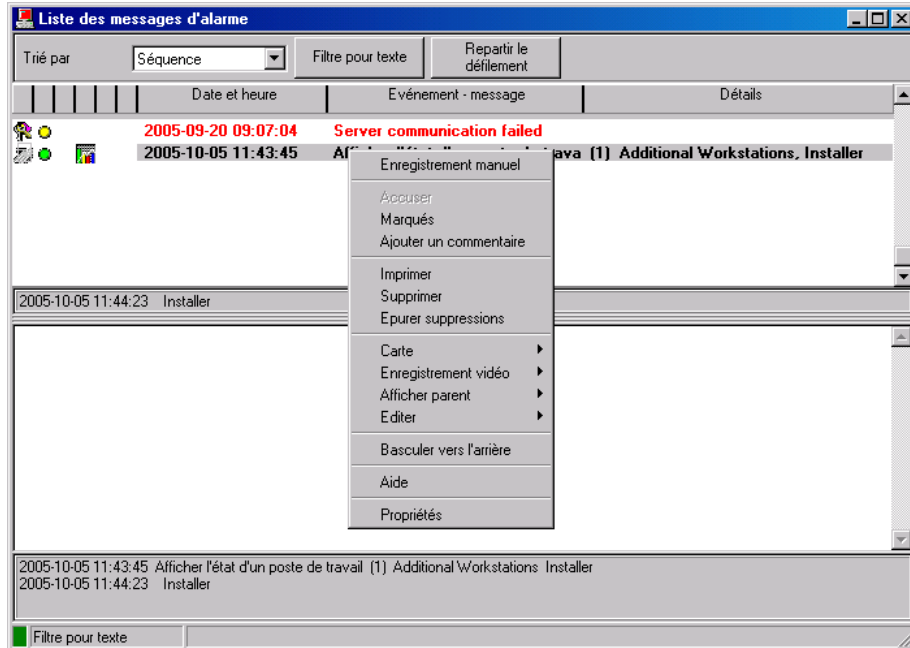 Liste des messages d'alarme
Trié par
Séquence
Filtre pour texte
Repartir le
défilement
Date et heure
Evénement - message
Détails
2005-09-20 09:07:04 Server communication failed
2005-10-05 11:43:45 (1) Additional Workstations, Installer
Enregistrement manuel
Accuser
Marqués
Ajouter un commentaire
Imprimer
Supprimer
Epurer suppressions
Carte
Enregistrement vidéo
Afficher parent
Editer
Basculer vers l'arrière
Aide
Propriétés
2005-10-05 11:44:23 Installer
2005-10-05 11:43:45 Afficher l'état d'un poste de travail (1) Additional Workstations Installer
2005-10-05 11:44:23 Installer
Filtre pour texte